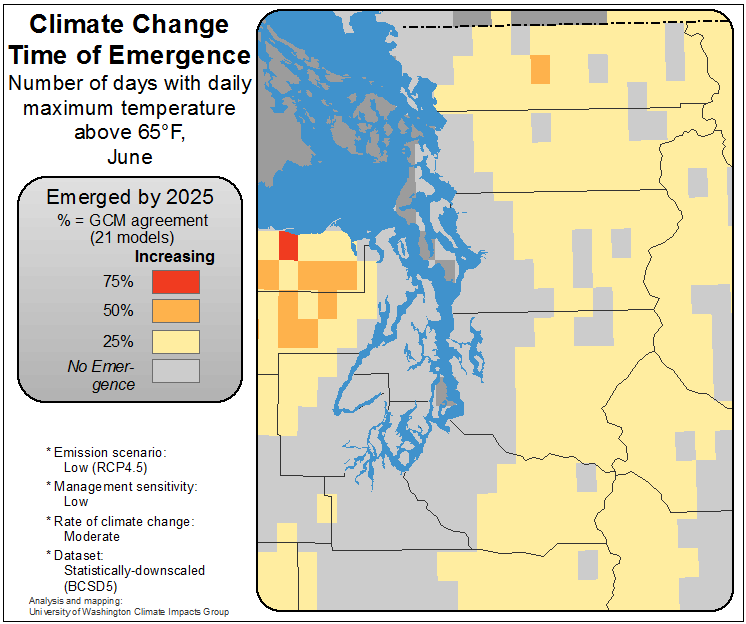 Climate Change
Time of Emergence
Number of days with daily
maximum temperature
above 65°F,
June
Emerged by 2025
% = GCM agreement
(21 models)
Increasing
75%
50%
25%
No Emer-
gence
* Emission scenario:
Low (RCP4.5)
* Management sensitivity:
Low
* Rate of climate change:
Moderate
* Dataset:
Statistically-downscaled
(BCSD5)
Analysis and mapping:
University of Washington Climate Impacts Group